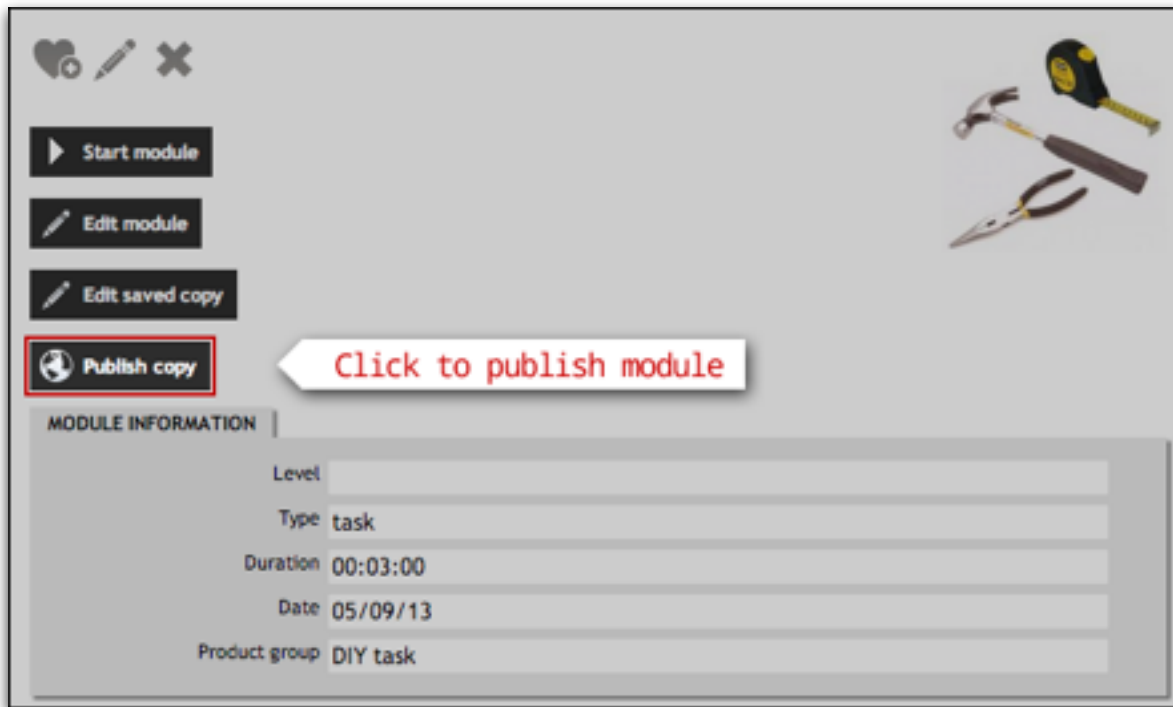 Start module
Edit module
Edit saved copy
Publish copy
Click to publish module
MODULE INFORMATION
Level
Type task
Duration 00:03:00
Date 05/09/13
Product group DIY task